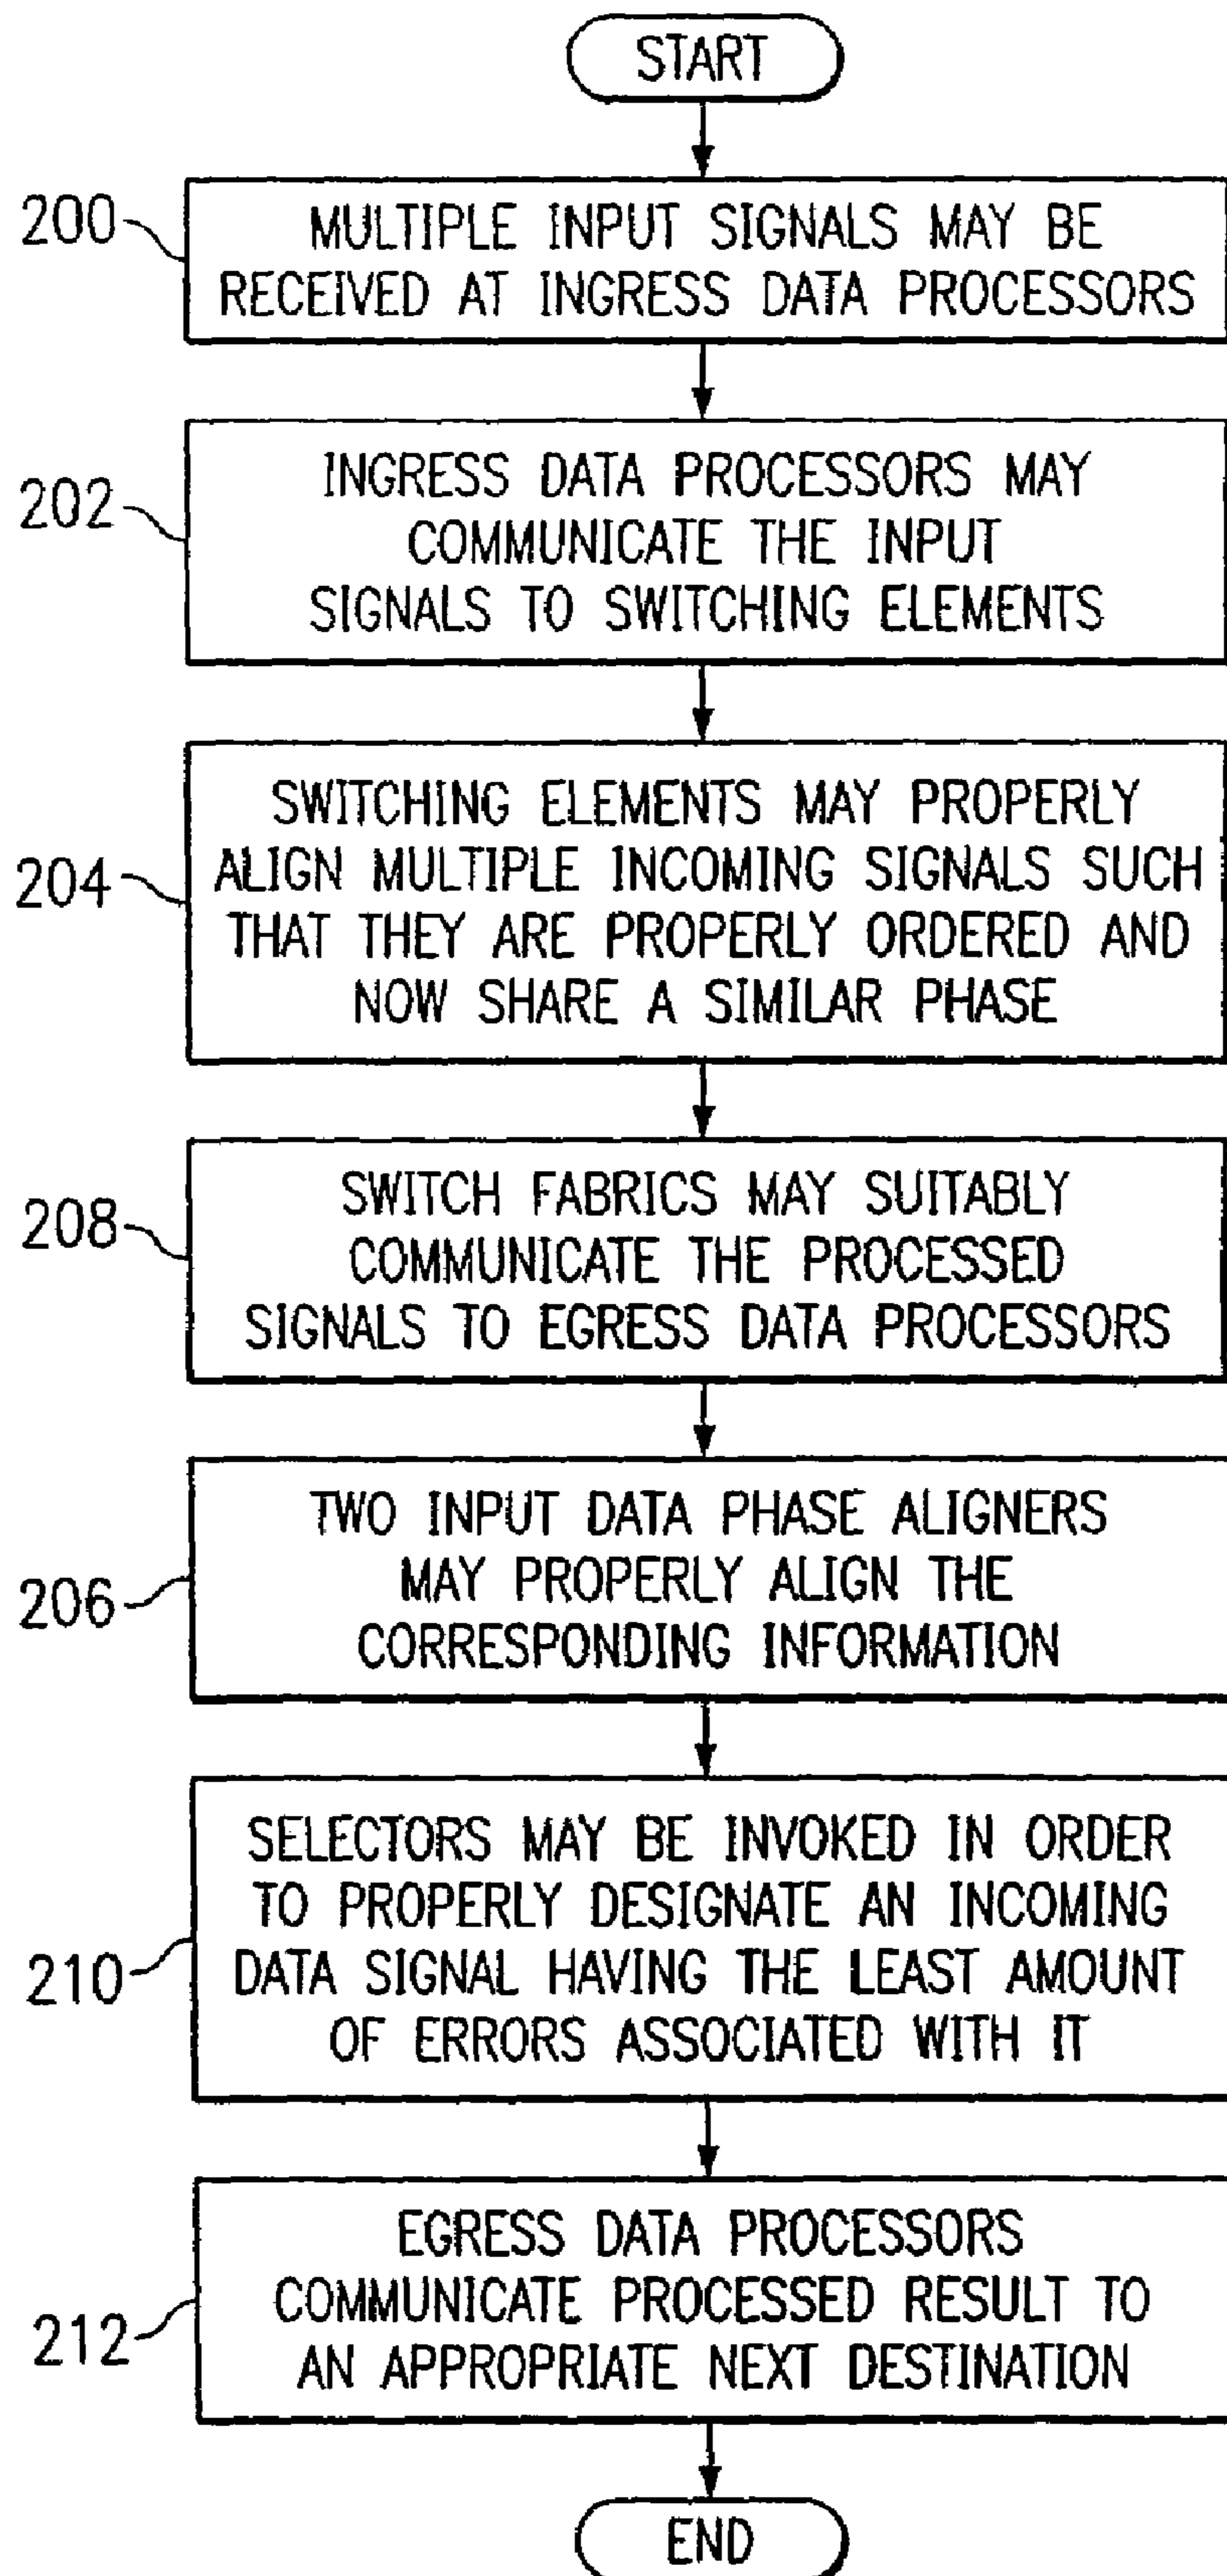 START
200
MULTIPLE INPUT SIGNALS MAY BE
RECEIVED AT INGRESS DATA PROCESSORS
202
INGRESS DATA PROCESSORS MAY
COMMUNICATE THE INPUT
SIGNALS TO SWITCHING ELEMENTS
204
SWITCHING ELEMENTS MAY PROPERLY
ALIGN MULTIPLE INCOMING SIGNALS SUCH
THAT THEY ARE PROPERLY ORDERED AND
NOW SHARE A SIMILAR PHASE
208
SWITCH FABRICS MAY SUITABLY
COMMUNICATE THE PROCESSED
SIGNALS TO EGRESS DATA PROCESSORS
206
TWO INPUT DATA PHASE ALIGNERS
MAY PROPERLY ALIGN THE
CORRESPONDING INFORMATION
210
SELECTORS MAY BE INVOKED IN ORDER
TO PROPERLY DESIGNATE AN INCOMING
DATA SIGNAL HAVING THE LEAST AMOUNT
OF ERRORS ASSOCIATED WITH IT
212
EGRESS DATA PROCESSORS
COMMUNICATE PROCESSED RESULT TO
AN APPROPRIATE NEXT DESTINATION
END